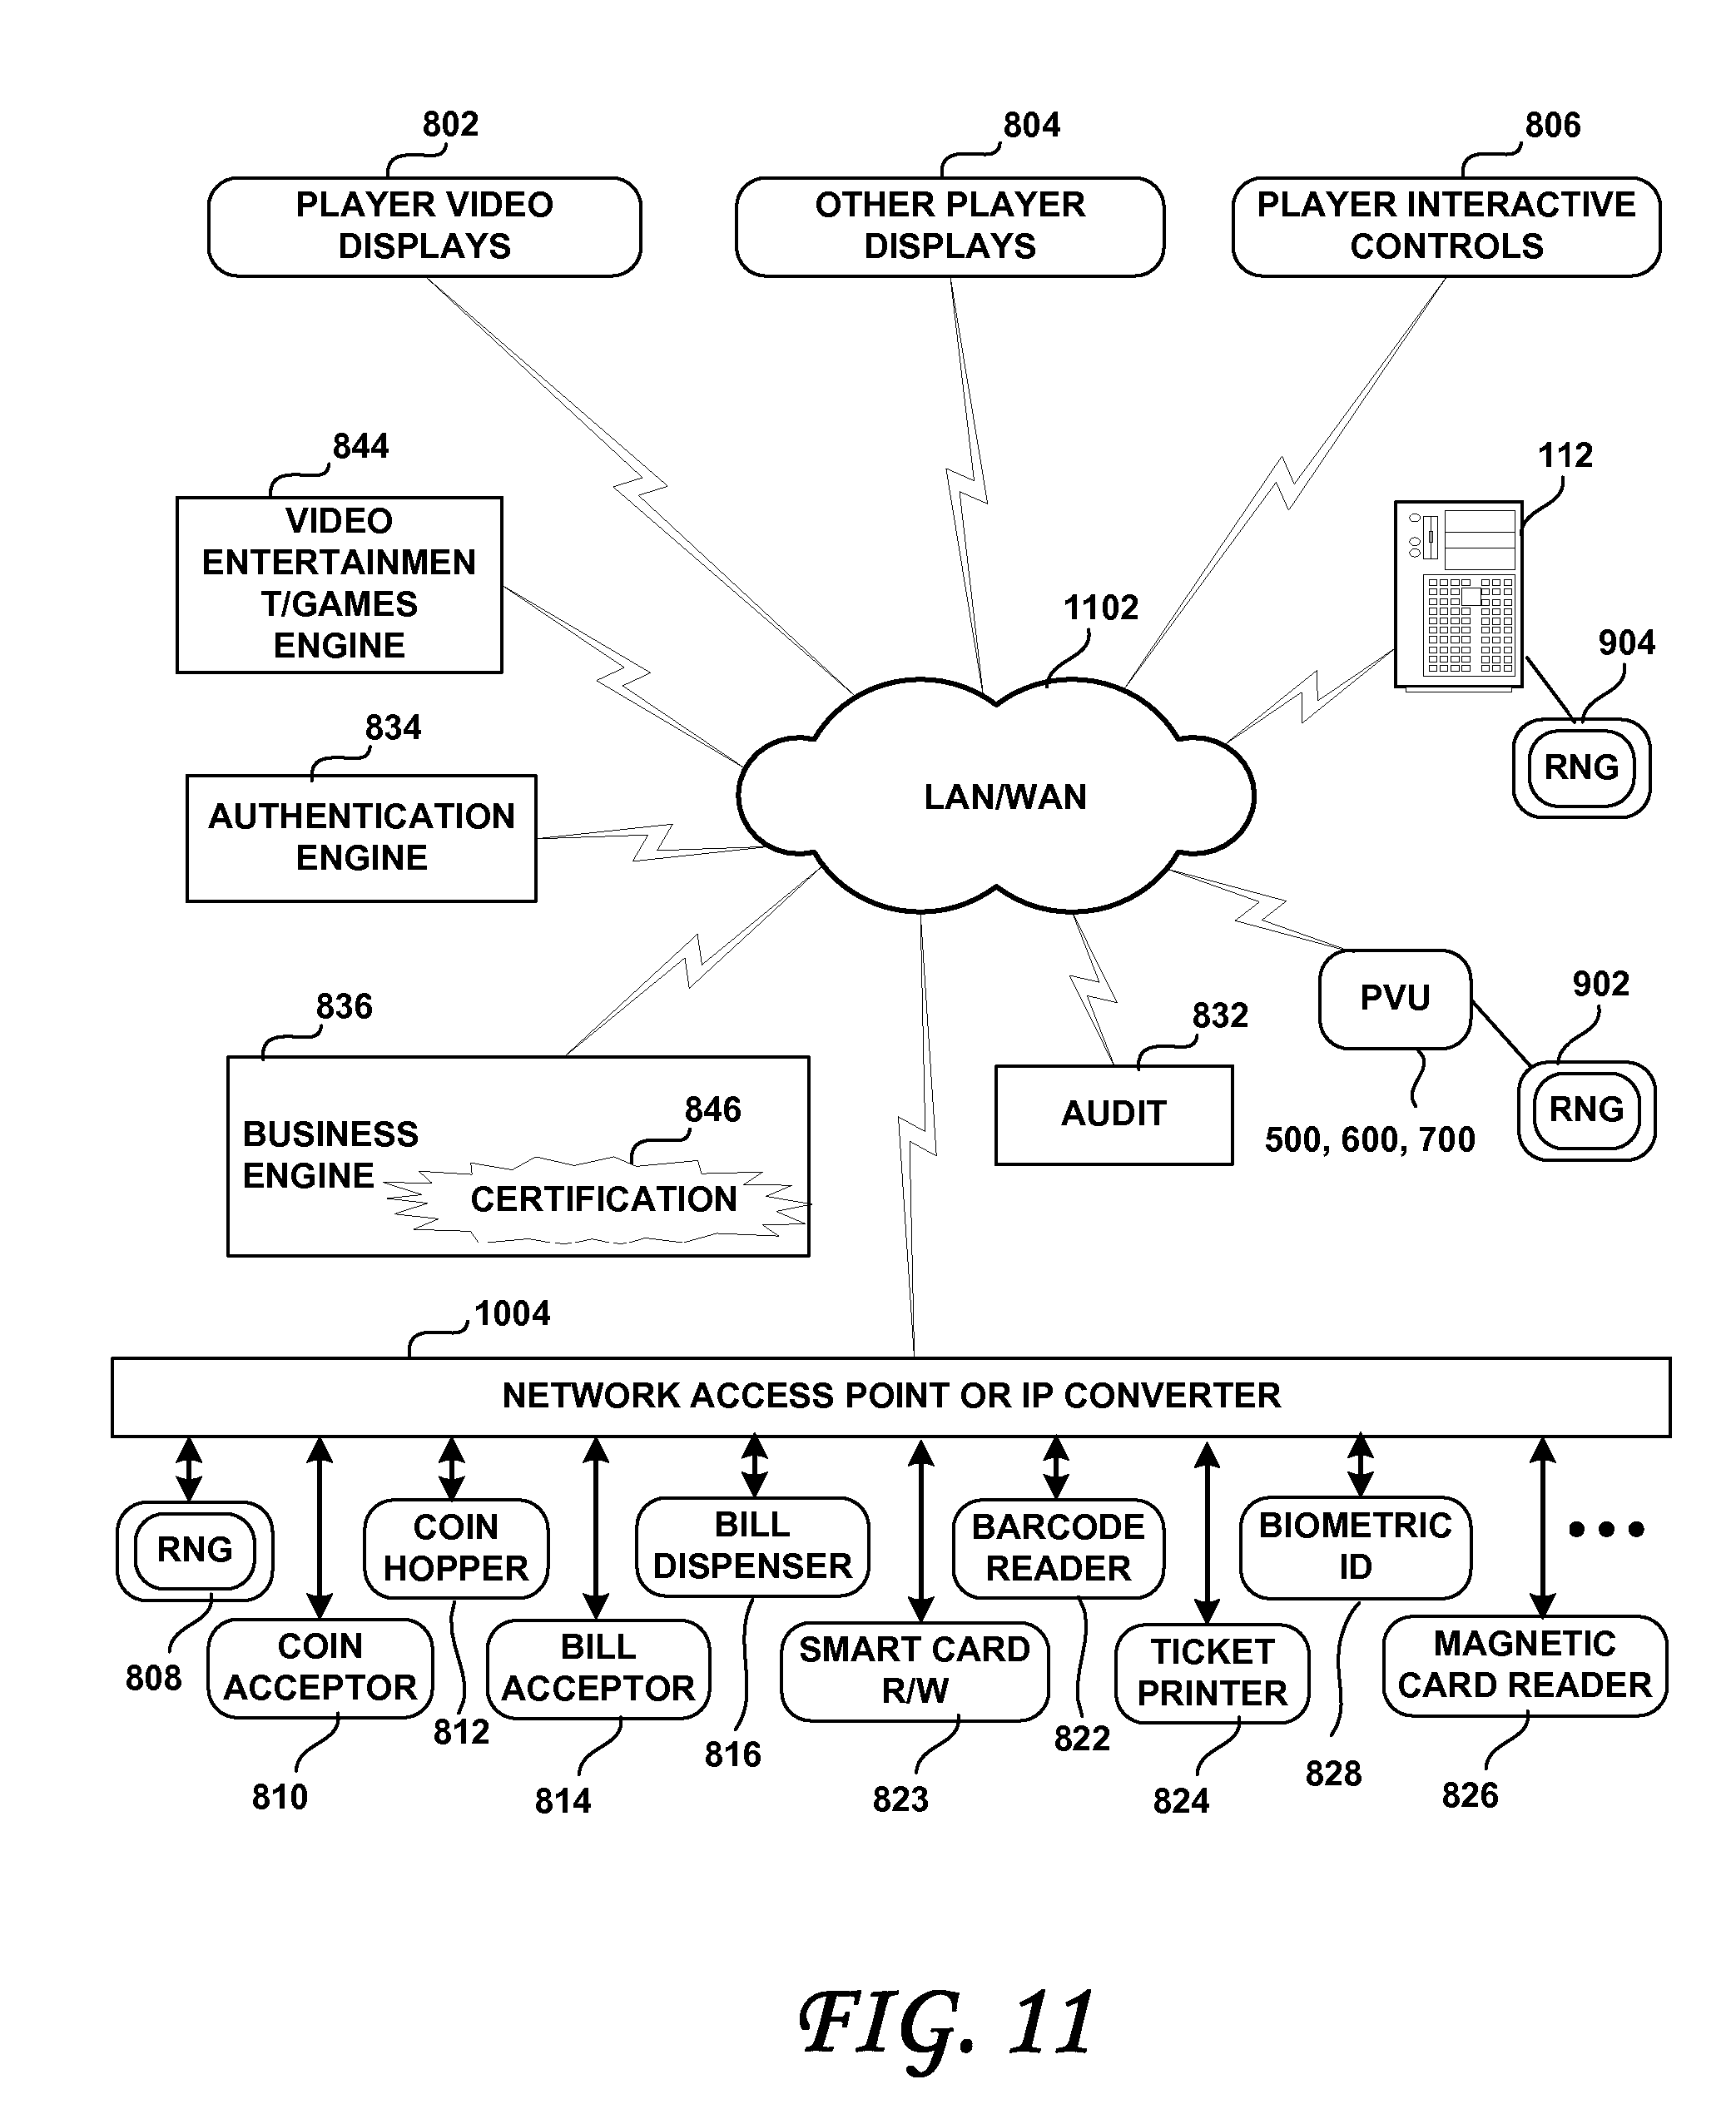 802
804
806
PLAYER VIDEO
DISPLAYS
OTHER PLAYER
DISPLAYS
PLAYER INTERACTIVE
CONTROLS
844
112
VIDEO
ENTERTAINMEN
T/GAMES
ENGINE
1102
904
RNG
834
AUTHENTICATION
ENGINE
LAN/WAN
836
BUSINESS
ENGINE
846
CERTIFICATION
832
AUDIT
PVU
500, 600, 700
902
RNG
1004
NETWORK ACCESS POINT OR IP CONVERTER
RNG
COIN
HOPPER
BILL
DISPENSER
BARCODE
READER
BIOMETRIC
ID
COIN
ACCEPTOR
BILL
ACCEPTOR
SMART CARD
R/W
TICKET
PRINTER
MAGNETIC
CARD READER
808
812
816
822
828
810
814
823
824
826
FIG. 11